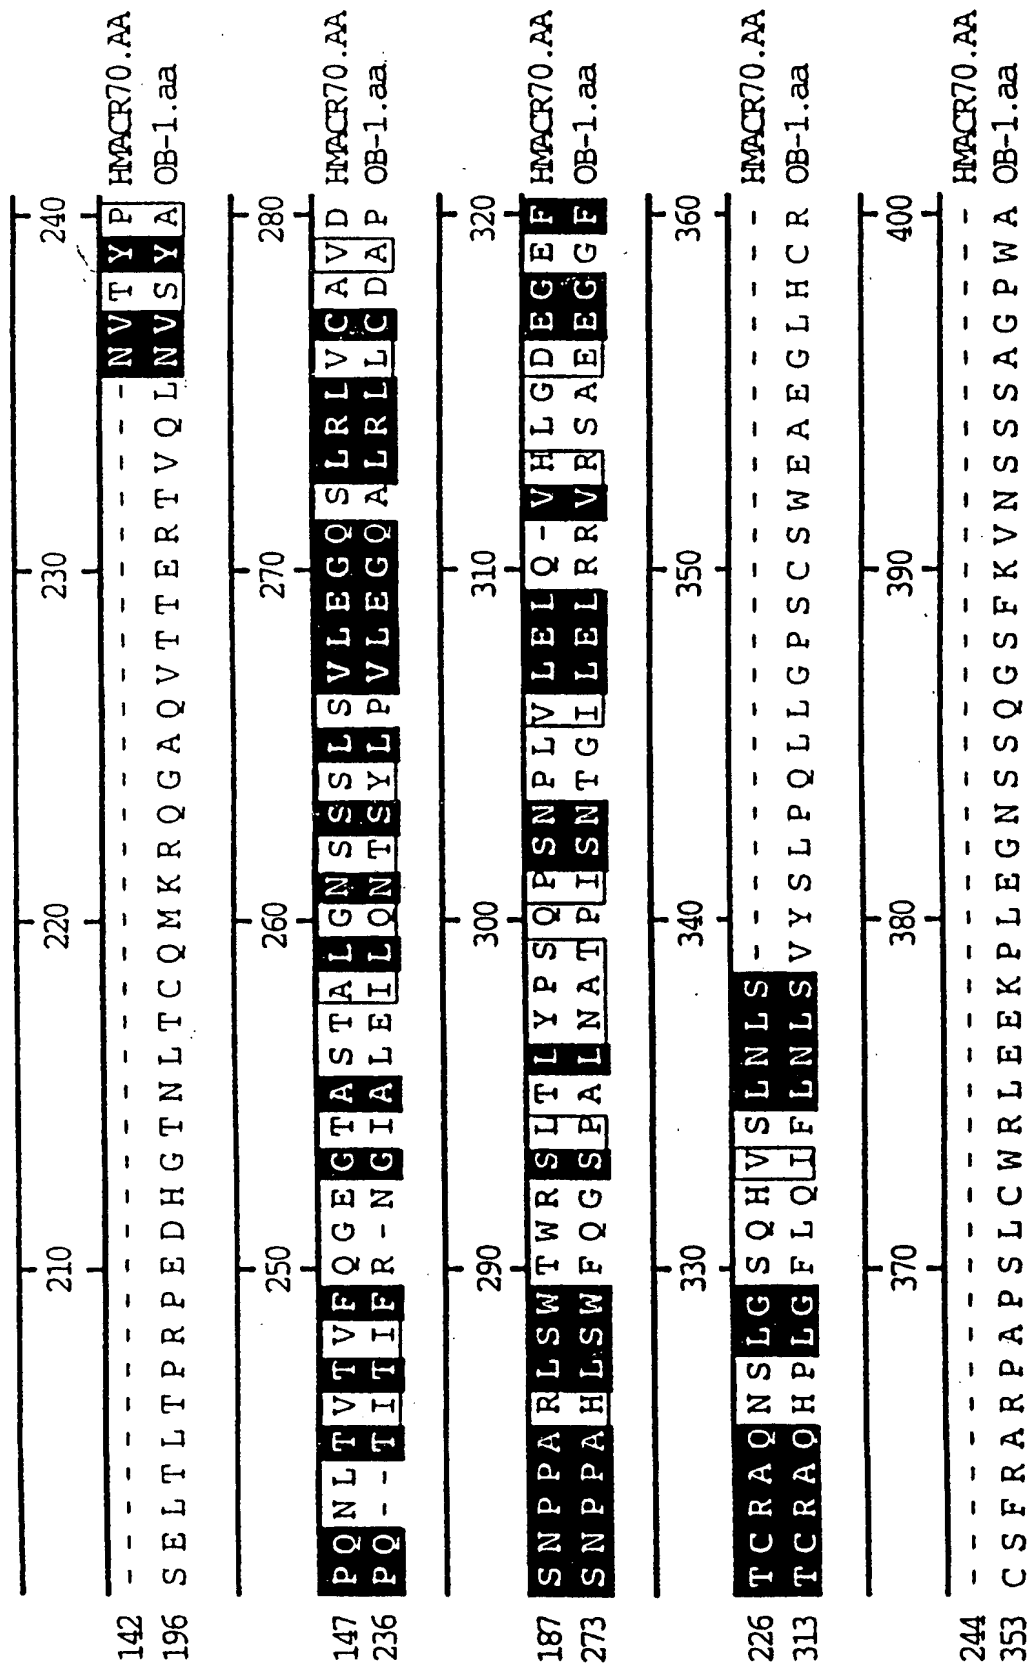 210 220 230 240
142 - - - - - - - - - - - - - - - - - - - - - - - - - - - - - - - - - - - N V T Y P HMACR70.AA
196 S E L T L T P R P E D H G T N L T C Q M K R Q G A Q V T T E R T V Q L N V S Y A OB-1.aa
250 260 270 280
147 P Q N L T V T V F Q G E G T A S T A L G N S S S L S V L E G Q S L R L V C A V D HMACR70.AA
236 P Q - - T I T I F R - N G I A L E I L Q N T S Y L P V L E G Q A L R L L C D A P OB-1.aa
290 300 310 320
187 S N P P A R L S W T W R S L T L Y P S Q P S N P L V L E L Q - V H L G D E G E F HMACR70.AA
273 S N P P A H L S W F Q G S P A L N A T P I S N T G I L E L R R V R S A E E G G F OB-1.aa
330 340 350 360
226 T C R A Q N S L G S Q H V S L N L S - - - - - - - - - - - - - - - - - - - - - - HMACR70.AA
313 T C R A Q H P L G F L Q I F L N L S V Y S L P Q L L G P S C S W E A E G L H C R OB-1.aa
370 380 390 400
244 - - - - - - - - - - - - - - - - - - - - - - - - - - - - - - - - - - - - - - - - HMACR70.AA
353 C S F R A R P A P S L C W R L E E K P L E G N S S Q G S F K V N S S S A G P W A OB-1.aa